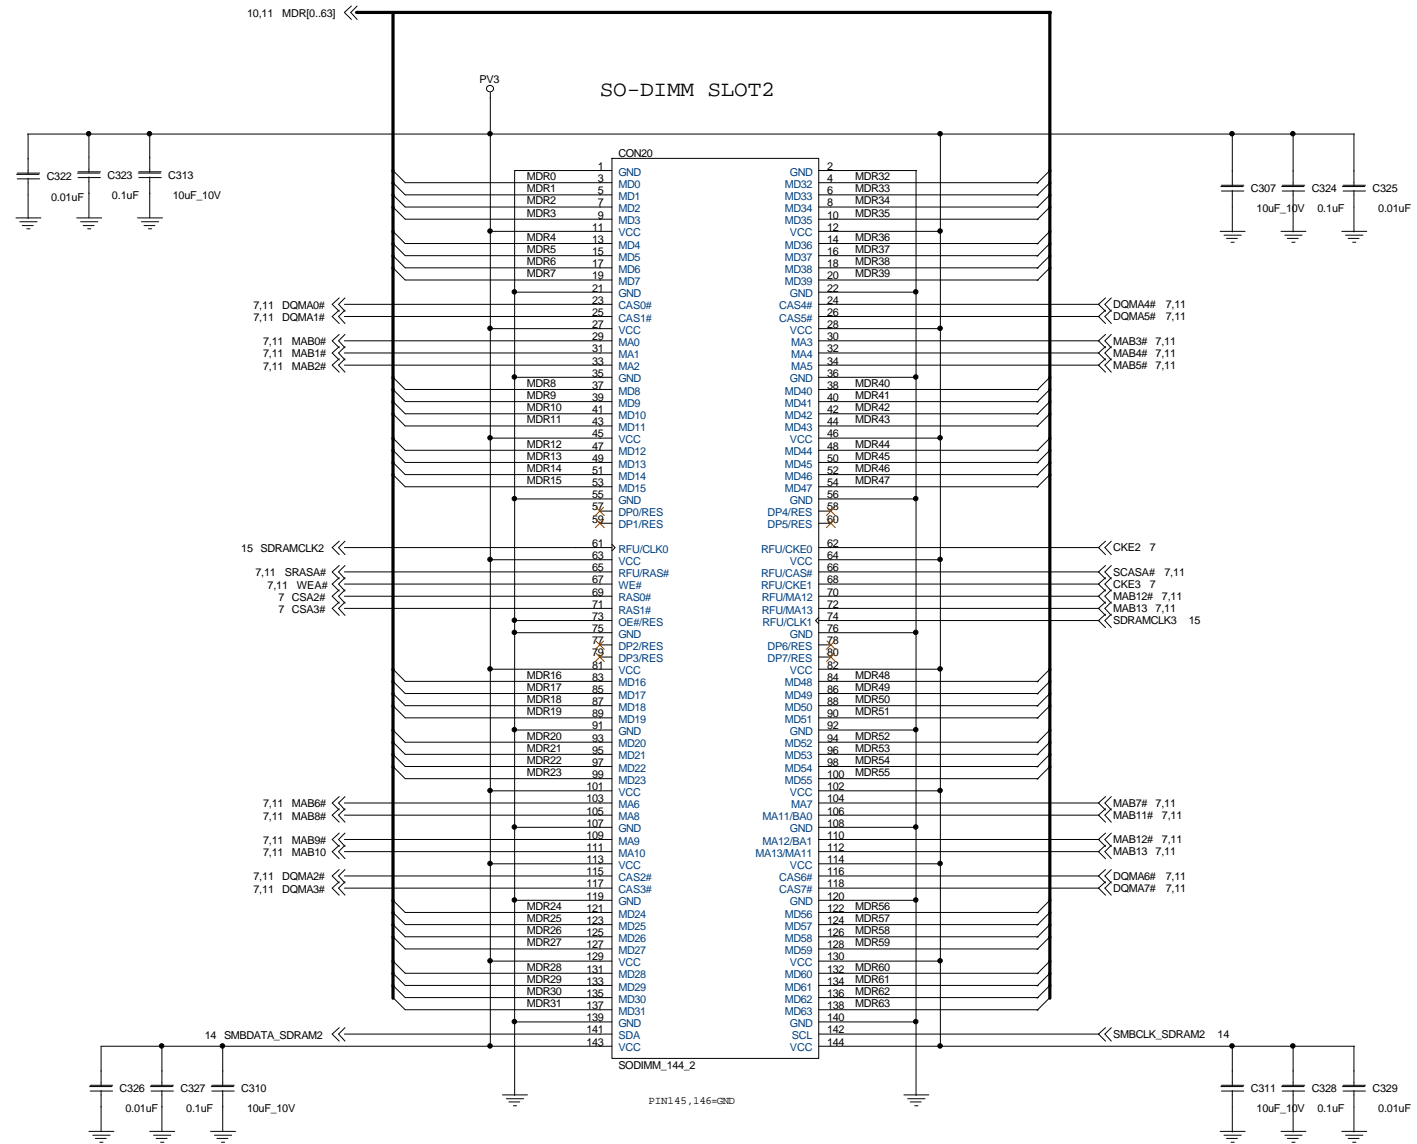 10,11 MDR[0..63]
PV3
SO-DIMM SLOT2
CON20
C322 0.01uF
C323 0.1uF
C313 10uF_10V
C307 10uF_10V
C324 0.1uF
C325 0.01uF
1 GND GND 2
MDR0 3 MD0 MD32 4 MDR32
MDR1 5 MD1 MD33 6 MDR33
MDR2 7 MD2 MD34 8 MDR34
MDR3 9 MD3 MD35 10 MDR35
11 VCC VCC 12
MDR4 13 MD4 MD36 14 MDR36
MDR5 15 MD5 MD37 16 MDR37
MDR6 17 MD6 MD38 18 MDR38
MDR7 19 MD7 MD39 20 MDR39
21 GND GND 22
7,11 DQMA0# 23 CAS0# CAS4# 24 DQMA4# 7,11
7,11 DQMA1# 25 CAS1# CAS5# 26 DQMA5# 7,11
27 VCC VCC 28
7,11 MAB0# 29 MA0 MA3 30 MAB3# 7,11
7,11 MAB1# 31 MA1 MA4 32 MAB4# 7,11
7,11 MAB2# 33 MA2 MA5 34 MAB5# 7,11
35 GND GND 36
MDR8 37 MD8 MD40 38 MDR40
MDR9 39 MD9 MD41 40 MDR41
MDR10 41 MD10 MD42 42 MDR42
MDR11 43 MD11 MD43 44 MDR43
45 VCC VCC 46
MDR12 47 MD12 MD44 48 MDR44
MDR13 49 MD13 MD45 50 MDR45
MDR14 51 MD14 MD46 52 MDR46
MDR15 53 MD15 MD47 54 MDR47
55 GND GND 56
57 DP0/RES DP4/RES 58
59 DP1/RES DP5/RES 60
15 SDRAMCLK2 61 RFU/CLK0 RFU/CKE0 62 CKE2 7
63 VCC VCC 64
7,11 SRASA# 65 RFU/RAS# RFU/CAS# 66 SCASA# 7,11
7,11 WEA# 67 WE# RFU/CKE1 68 CKE3 7
7 CSA2# 69 RAS0# RFU/MA12 70 MAB12# 7,11
7 CSA3# 71 RAS1# RFU/MA13 72 MAB13 7,11
73 OE#/RES RFU/CLK1 74 SDRAMCLK3 15
75 GND GND 76
77 DP2/RES DP6/RES 78
79 DP3/RES DP7/RES 80
81 VCC VCC 82
MDR16 83 MD16 MD48 84 MDR48
MDR17 85 MD17 MD49 86 MDR49
MDR18 87 MD18 MD50 88 MDR50
MDR19 89 MD19 MD51 90 MDR51
91 GND GND 92
MDR20 93 MD20 MD52 94 MDR52
MDR21 95 MD21 MD53 96 MDR53
MDR22 97 MD22 MD54 98 MDR54
MDR23 99 MD23 MD55 100 MDR55
101 VCC VCC 102
7,11 MAB6# 103 MA6 MA7 104 MAB7# 7,11
7,11 MAB8# 105 MA8 MA11/BA0 106 MAB11# 7,11
107 GND GND 108
7,11 MAB9# 109 MA9 MA12/BA1 110 MAB12# 7,11
7,11 MAB10 111 MA10 MA13/MA11 112 MAB13 7,11
113 VCC VCC 114
7,11 DQMA2# 115 CAS2# CAS6# 116 DQMA6# 7,11
7,11 DQMA3# 117 CAS3# CAS7# 118 DQMA7# 7,11
119 GND GND 120
MDR24 121 MD24 MD56 122 MDR56
MDR25 123 MD25 MD57 124 MDR57
MDR26 125 MD26 MD58 126 MDR58
MDR27 127 MD27 MD59 128 MDR59
129 VCC VCC 130
MDR28 131 MD28 MD60 132 MDR60
MDR29 133 MD29 MD61 134 MDR61
MDR30 135 MD30 MD62 136 MDR62
MDR31 137 MD31 MD63 138 MDR63
139 GND GND 140
14 SMBDATA_SDRAM2 141 SDA SCL 142 SMBCLK_SDRAM2 14
143 VCC VCC 144
SODIMM_144_2
C326 0.01uF
C327 0.1uF
C310 10uF_10V
PIN145,146=GND
C311 10uF_10V
C328 0.1uF
C329 0.01uF